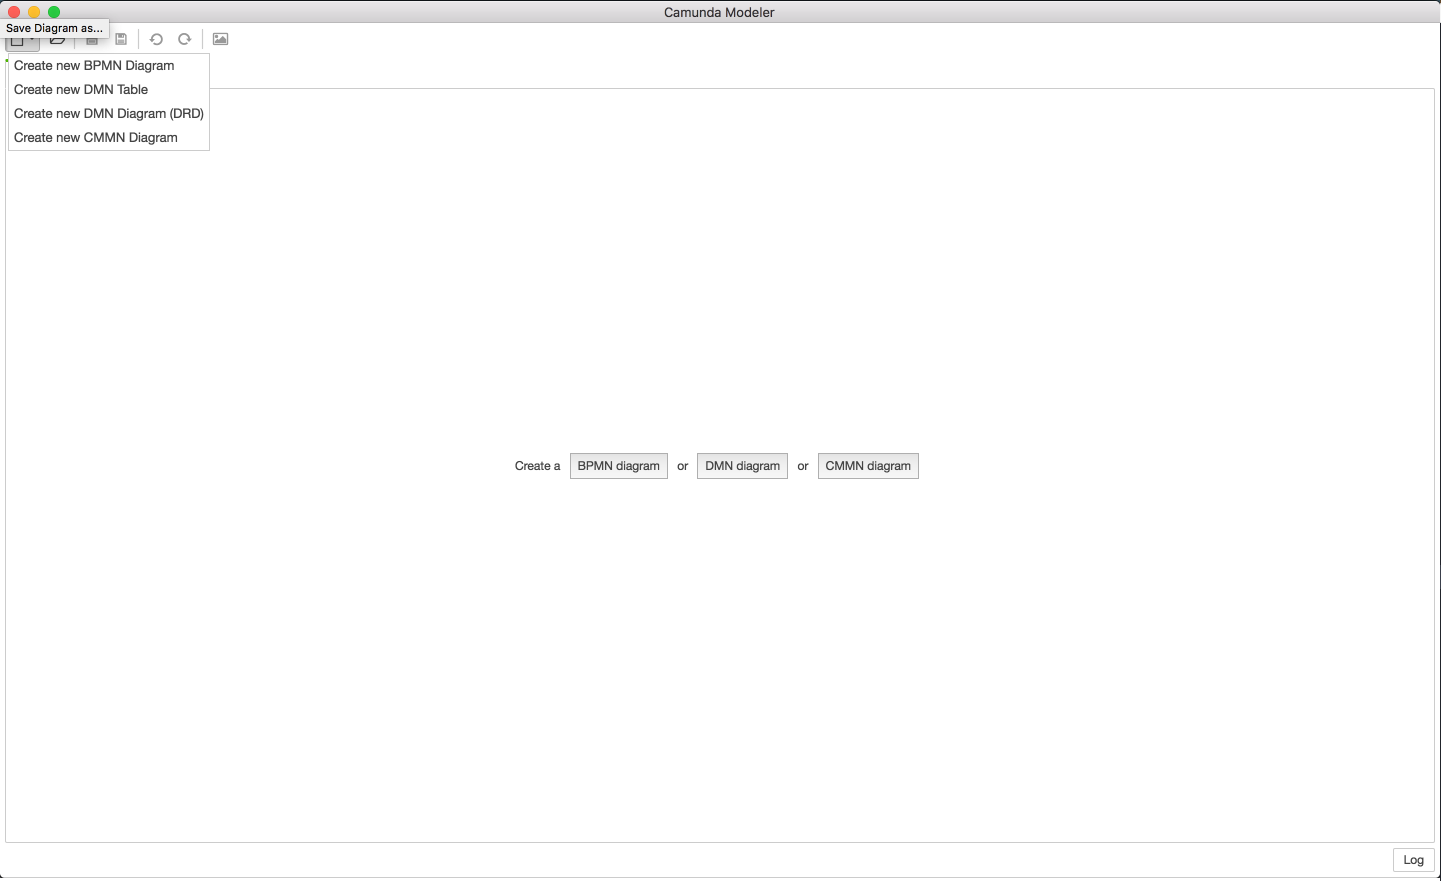 Camunda Modeler
Save Diagram as...
Create new BPMN Diagram
Create new DMN Table
Create new DMN Diagram (DRD)
Create new CMMN Diagram
Create a BPMN diagram or DMN diagram or CMMN diagram
Log